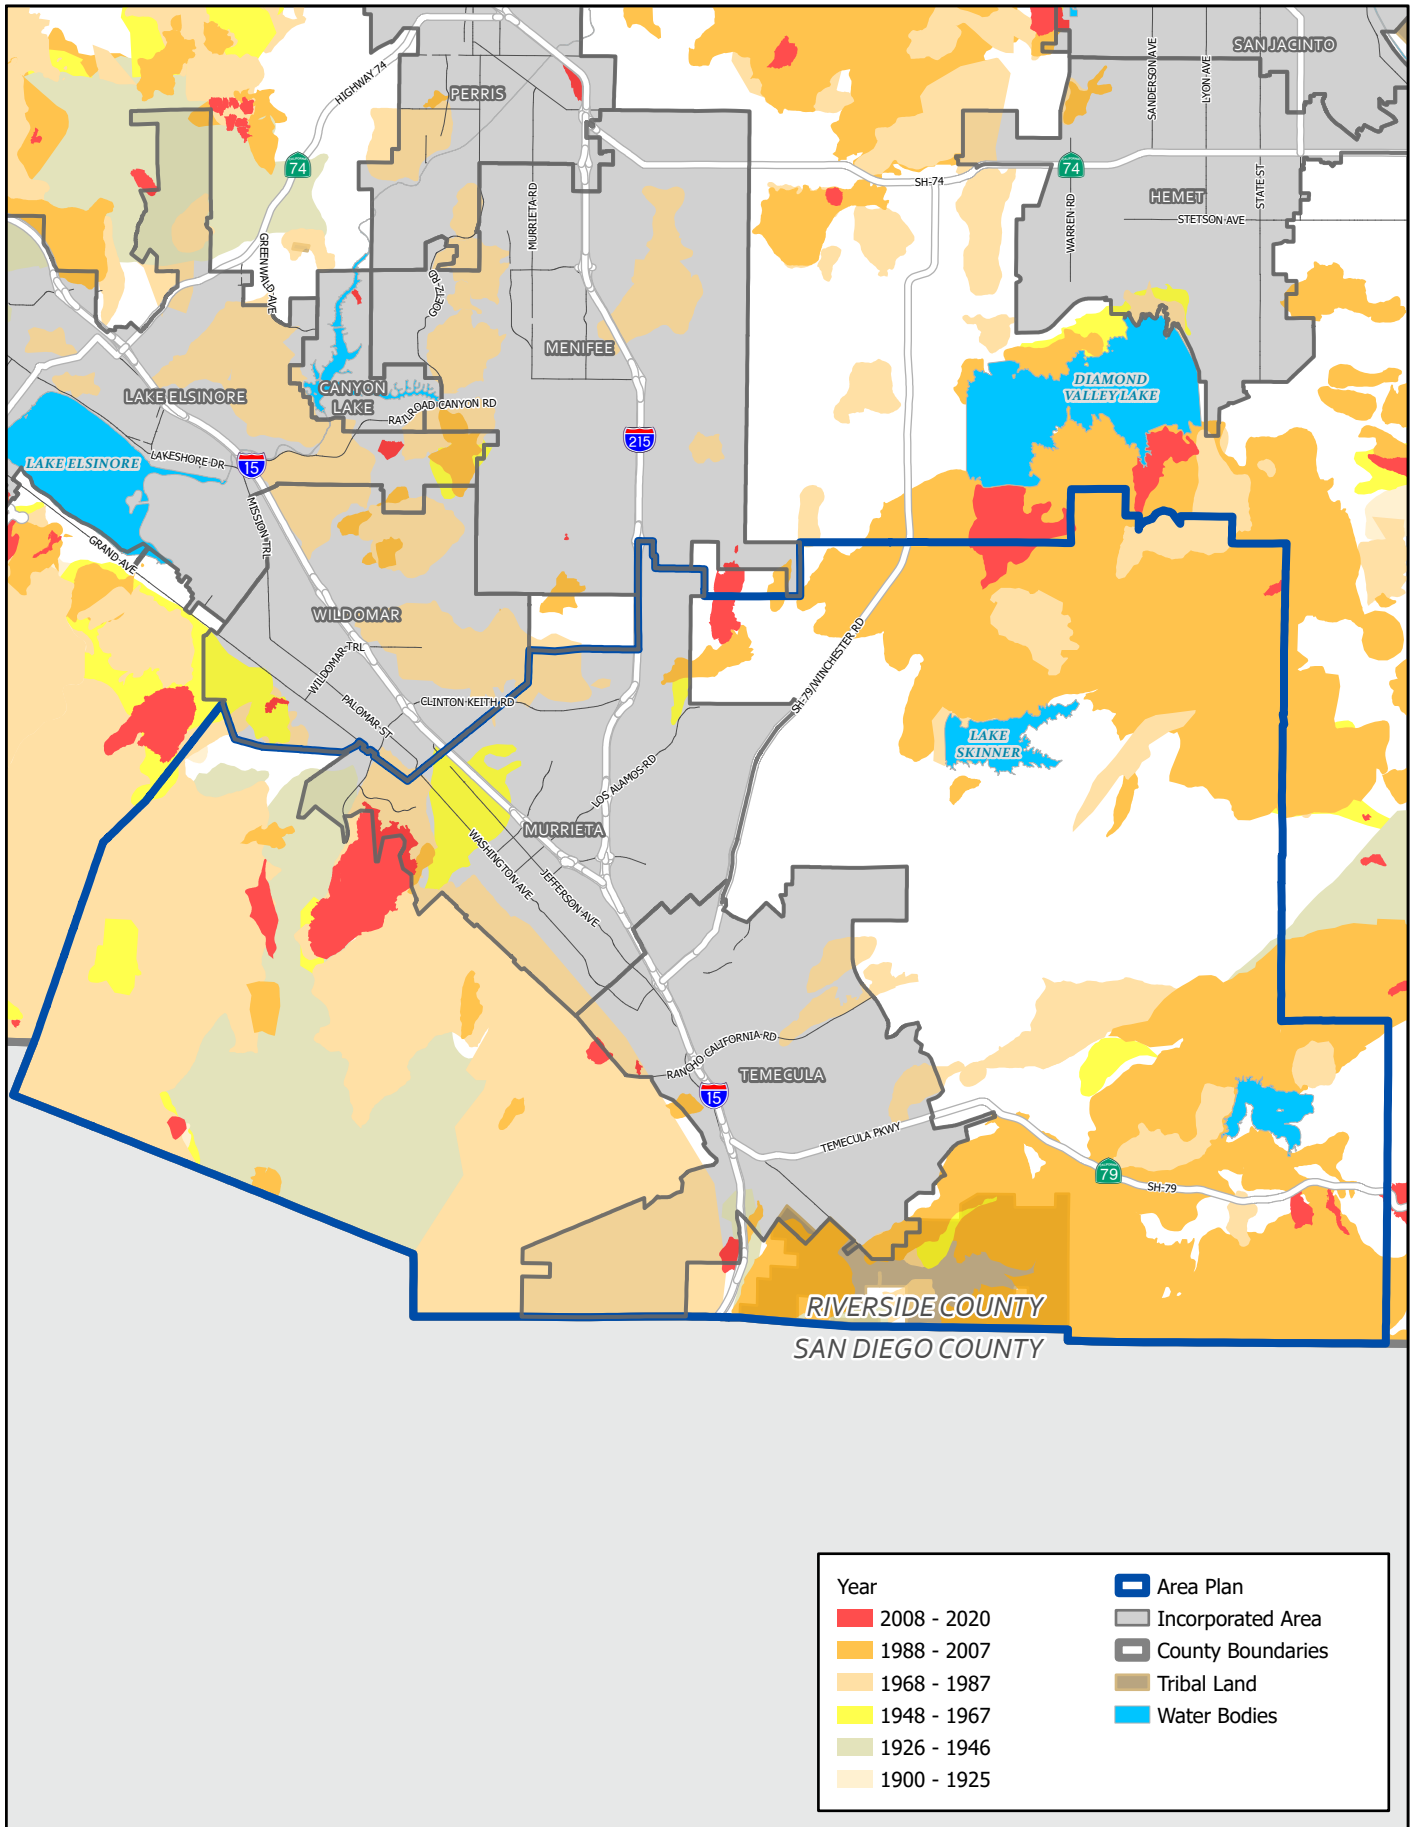 SAN JACINTO
SANDERSON AVE
LYON AVE
HIGHWAY 74
PERRIS
CALIFORNIA
74
CALIFORNIA
74
SH-74
HEMET
STATE ST
STETSON AVE
WARREN RD
MURRIETA RD
GREENWALD AVE
GOETZ RD
MENIFEE
DIAMOND
VALLEY LAKE
LAKE ELSINORE
CANYON
LAKE
RAILROAD CANYON RD
215
LAKE ELSINORE
LAKESHORE DR
15
MISSION TRL
GRAND AVE
WILDOMAR
WILDOMAR TRL
SH-79/WINCHESTER RD
CLINTON KEITH RD
PALOMAR ST
LAKE
SKINNER
LOS ALAMOS RD
MURRIETA
WASHINGTON AVE
JEFFERSON AVE
RANCHO CALIFORNIA RD
TEMECULA
15
TEMECULA PKWY
CALIFORNIA
79
SH-79
RIVERSIDE COUNTY
SAN DIEGO COUNTY
Year
2008 - 2020
1988 - 2007
1968 - 1987
1948 - 1967
1926 - 1946
1900 - 1925
Area Plan
Incorporated Area
County Boundaries
Tribal Land
Water Bodies